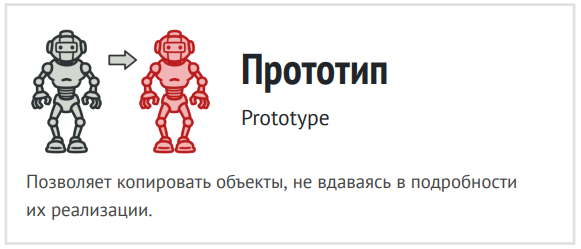 Прототип
Prototype
Позволяет копировать объекты, не вдаваясь в подробности
их реализации.